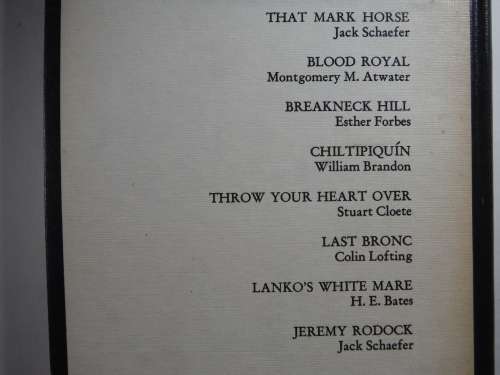 THAT MARK HORSE
Jack Schaefer
BLOOD ROYAL
Montgomery M. Atwater
BREAKNECK HILL
Esther Forbes
CHILTIPIQUÍN
William Brandon
THROW YOUR HEART OVER
Stuart Cloete
LAST BRONC
Colin Lofting
LANKO'S WHITE MARE
H. E. Bates
JEREMY RODOCK
Jack Schaefer